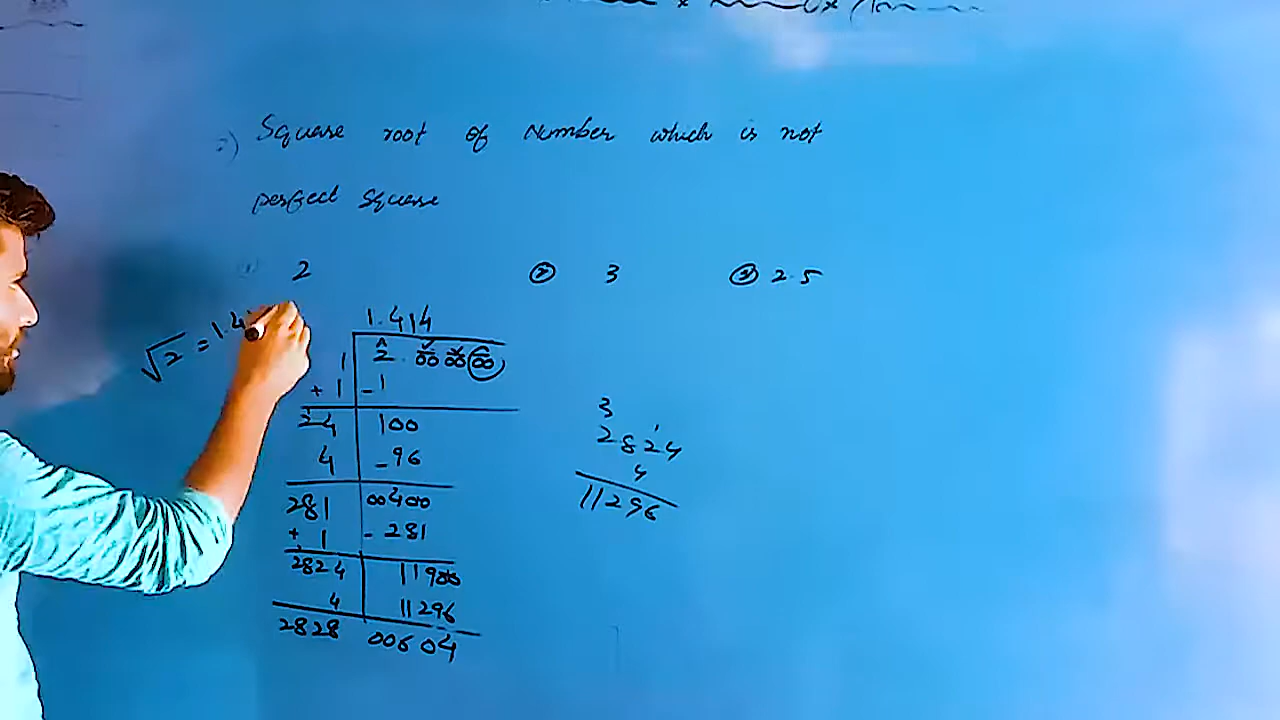 Square root of Number which is not
perfect square
2
② 3
③ 2.5
√2 = 1.4
1.414
1 2. 00 00 00
+ 1 - 1
24 100
4 - 96
281 00400
+ 1 - 281
2824 11900
4 11296
2828 00604
3
2824
4
11296